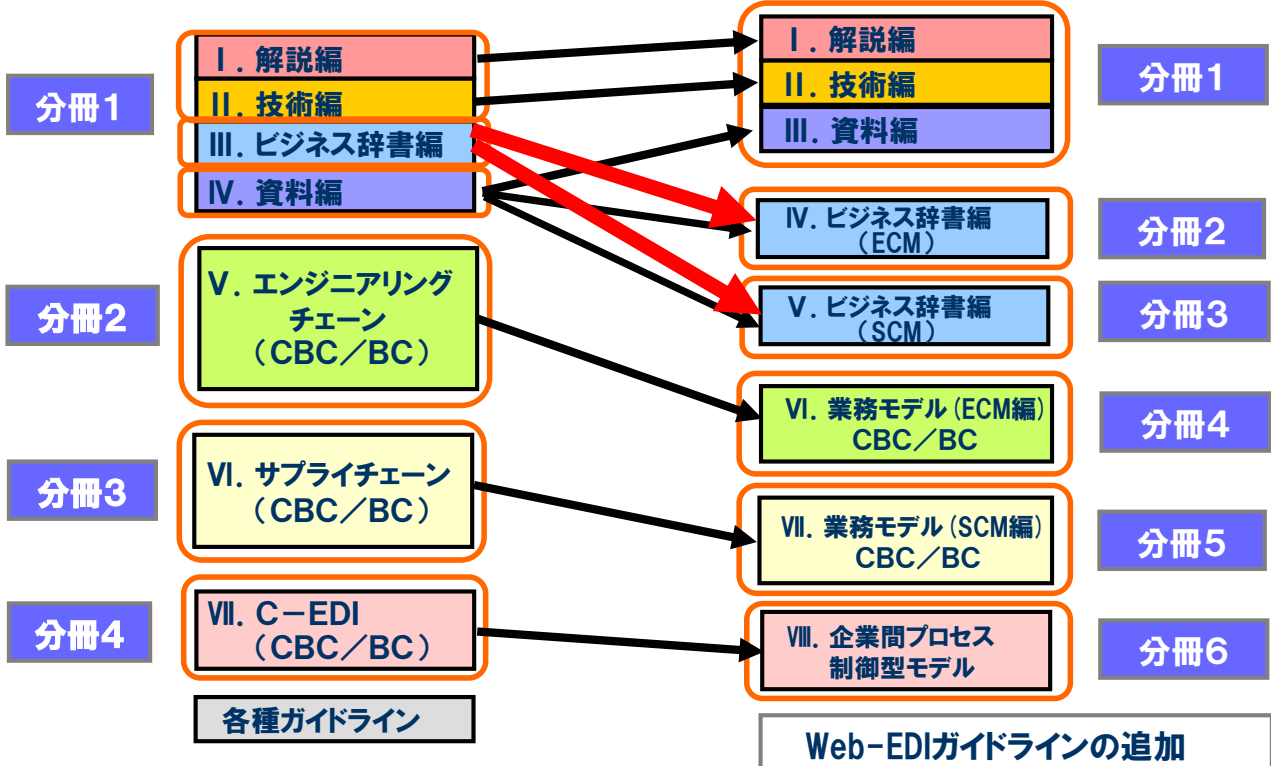 分冊1
Ⅰ. 解説編
Ⅱ. 技術編
Ⅲ. ビジネス辞書編
Ⅳ. 資料編
分冊2
Ⅴ. エンジニアリング
チェーン
（CBC／BC）
分冊3
Ⅵ. サプライチェーン
（CBC／BC）
分冊4
Ⅶ. C－EDI
（CBC／BC）
各種ガイドライン
Ⅰ. 解説編
Ⅱ. 技術編
Ⅲ. 資料編
分冊1
Ⅳ. ビジネス辞書編
（ECM）
分冊2
Ⅴ. ビジネス辞書編
（SCM）
分冊3
Ⅵ. 業務モデル（ECM編）
CBC／BC
分冊4
Ⅶ. 業務モデル（SCM編）
CBC／BC
分冊5
Ⅷ. 企業間プロセス
制御型モデル
分冊6
Web-EDIガイドラインの追加